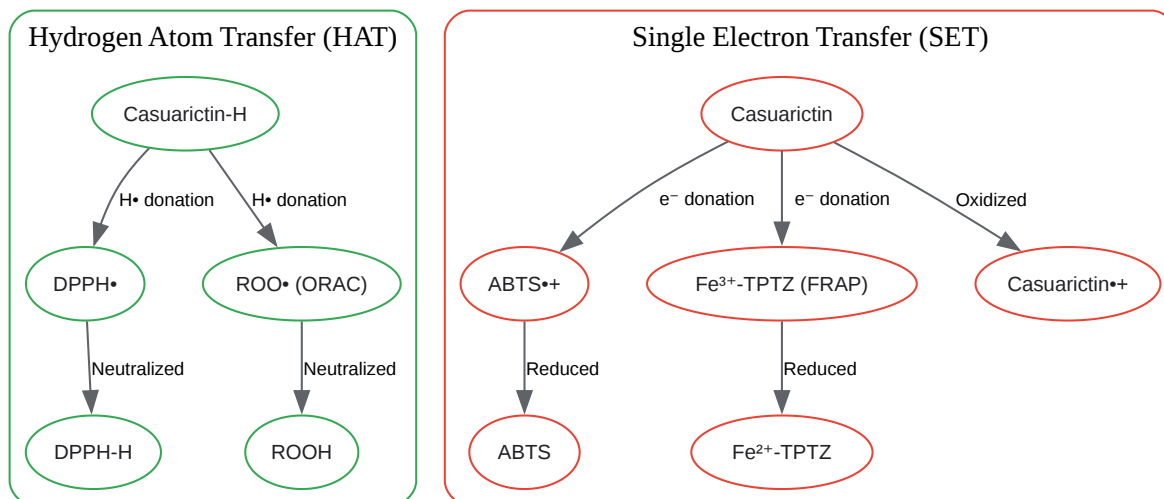 Hydrogen Atom Transfer (HAT)
Single Electron Transfer (SET)
Casuarictin-H
Casuarictin
H• donation
H• donation
e⁻ donation
e⁻ donation
Oxidized
DPPH•
ROO• (ORAC)
ABTS•+
Fe³⁺-TPTZ (FRAP)
Casuarictin•+
Neutralized
Neutralized
Reduced
Reduced
DPPH-H
ROOH
ABTS
Fe²⁺-TPTZ